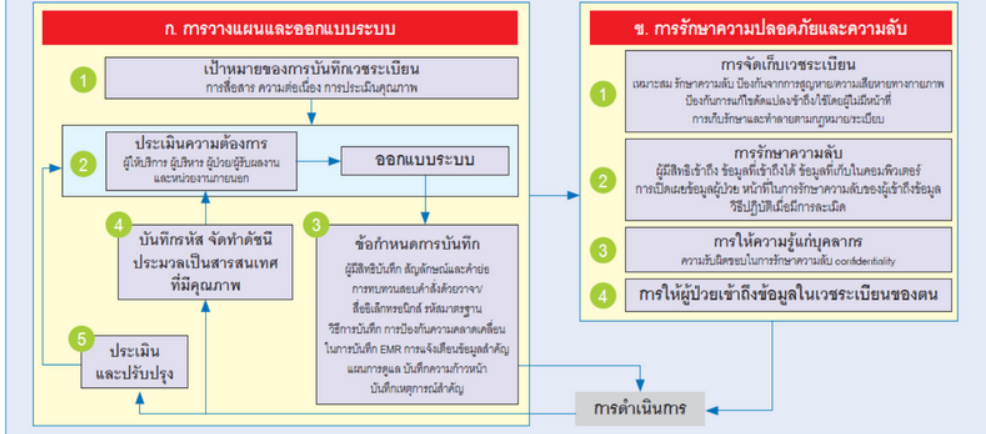 ก. การวางแผนและออกแบบระบบ
1
เป้าหมายของการบันทึกเวชระเบียน
การสื่อสาร ความต่อเนื่อง การประเมินคุณภาพ
2
ประเมินความต้องการ
ผู้ให้บริการ ผู้บริหาร ผู้ป่วย/ผู้รับผลงาน
และหน่วยงานภายนอก
ออกแบบระบบ
4
บันทึกรหัส จัดทำดัชนี
ประมวลเป็นสารสนเทศ
ที่มีคุณภาพ
3
ข้อกำหนดการบันทึก
ผู้มีสิทธิบันทึก สัญลักษณ์และคำย่อ
การทบทวนสอบคำสั่งด้วยวาจา/
สื่ออิเล็กทรอนิกส์ รหัสมาตรฐาน
วิธีการบันทึก การป้องกันความคลาดเคลื่อน
ในการบันทึก EMR การแจ้งเตือนข้อมูลสำคัญ
แผนการดูแล บันทึกความก้าวหน้า
บันทึกเหตุการณ์สำคัญ
5
ประเมิน
และปรับปรุง
ข. การรักษาความปลอดภัยและความลับ
1
การจัดเก็บเวชระเบียน
เหมาะสม รักษาความลับ ป้องกันจากการสูญหาย/ความเสียหายทางกายภาพ
ป้องกันการแก้ไขดัดแปลง/เข้าถึง/ใช้โดยผู้ไม่มีหน้าที่
การเก็บรักษาและทำลายตามกฎหมาย/ระเบียบ
2
การรักษาความลับ
ผู้มีสิทธิเข้าถึง ข้อมูลที่เข้าถึงได้ ข้อมูลที่เก็บในคอมพิวเตอร์
การเปิดเผยข้อมูลผู้ป่วย หน้าที่ในการรักษาความลับของผู้เข้าถึงข้อมูล
วิธีปฏิบัติเมื่อมีการละเมิด
3
การให้ความรู้แก่บุคลากร
ความรับผิดชอบในการรักษาความลับ confidentiality
4
การให้ผู้ป่วยเข้าถึงข้อมูลในเวชระเบียนของตน
การดำเนินการ